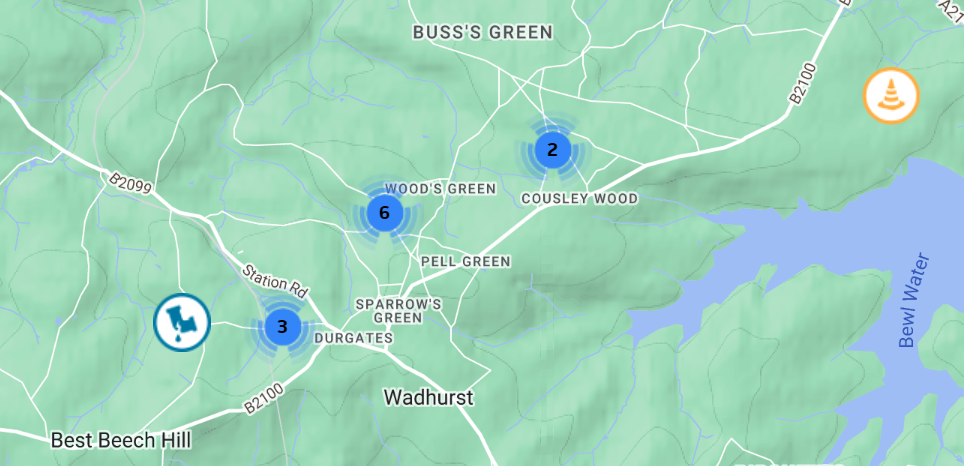 BUSS'S GREEN
A21
B2100
2
B2099
WOOD'S GREEN
6
COUSLEY WOOD
PELL GREEN
Station Rd
Bewl Water
SPARROW'S
GREEN
3
DURGATES
B2100
Wadhurst
Best Beech Hill